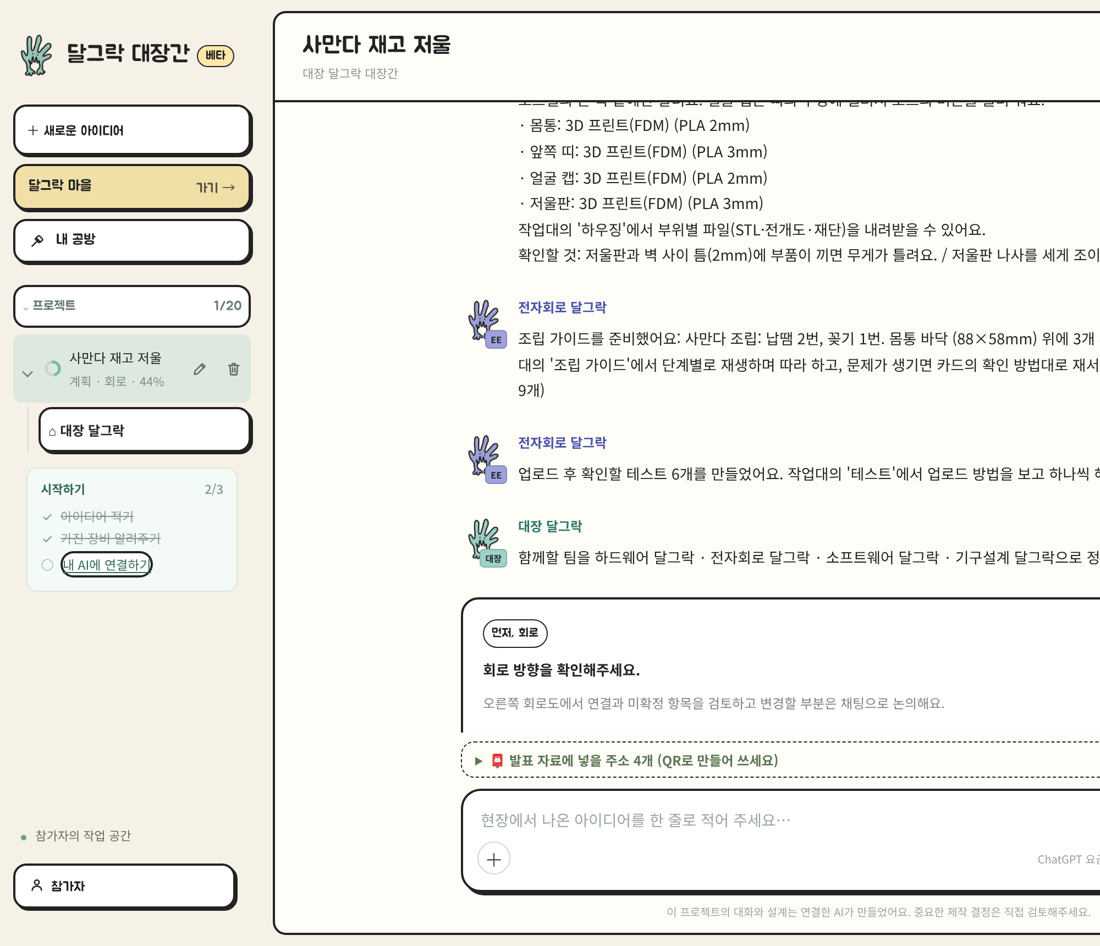 달그락 대장간 베타
+ 새로운 아이디어
달그락 마을 가기 →
내 공방
프로젝트 1/20
사만다 재고 저울
계획 · 회로 · 44%
⌂ 대장 달그락
시작하기 2/3
아이디어 적기
가진 장비 알려주기
내 AI에 연결하기
참가자의 작업 공간
참가자
사만다 재고 저울
대장 달그락 대장간
· 몸통: 3D 프린트(FDM) (PLA 2mm)
· 앞쪽 띠: 3D 프린트(FDM) (PLA 3mm)
· 얼굴 캡: 3D 프린트(FDM) (PLA 2mm)
· 저울판: 3D 프린트(FDM) (PLA 3mm)
작업대의 '하우징'에서 부위별 파일(STL·전개도·재단)을 내려받을 수 있어요.
확인할 것: 저울판과 벽 사이 틈(2mm)에 부품이 끼면 무게가 틀려요. / 저울판 나사를 세게 조이
전자회로 달그락
EE
조립 가이드를 준비했어요: 사만다 조립: 납땜 2번, 꽂기 1번. 몸통 바닥 (88×58mm) 위에 3개
대의 '조립 가이드'에서 단계별로 재생하며 따라 하고, 문제가 생기면 카드의 확인 방법대로 재서
9개)
전자회로 달그락
EE
업로드 후 확인할 테스트 6개를 만들었어요. 작업대의 '테스트'에서 업로드 방법을 보고 하나씩
대장 달그락
대장
함께할 팀을 하드웨어 달그락 · 전자회로 달그락 · 소프트웨어 달그락 · 기구설계 달그락으로 정
먼저, 회로
회로 방향을 확인해주세요.
오른쪽 회로도에서 연결과 미확정 항목을 검토하고 변경할 부분은 채팅으로 논의해요.
▶ 📮 발표 자료에 넣을 주소 4개 (QR로 만들어 쓰세요)
현장에서 나온 아이디어를 한 줄로 적어 주세요…
+
ChatGPT 요금
이 프로젝트의 대화와 설계는 연결한 AI가 만들었어요. 중요한 제작 결정은 직접 검토해주세요.